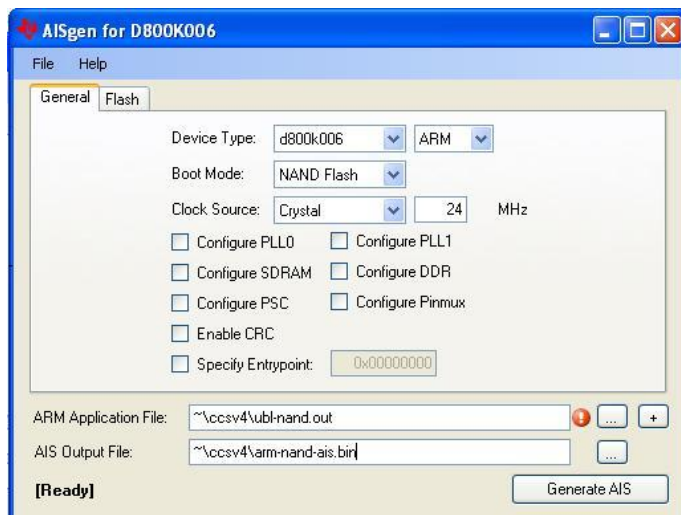 AISgen for D800K006
File Help
General Flash
Device Type: d800k006 ARM
Boot Mode: NAND Flash
Clock Source: Crystal 24 MHz
Configure PLL0 Configure PLL1
Configure SDRAM Configure DDR
Configure PSC Configure Pinmux
Enable CRC
Specify Entrypoint: 0x00000000
ARM Application File: ~\ccsv4\ubl-nand.out ... +
AIS Output File: ~\ccsv4\arm-nand-ais.bin ...
[Ready] Generate AIS